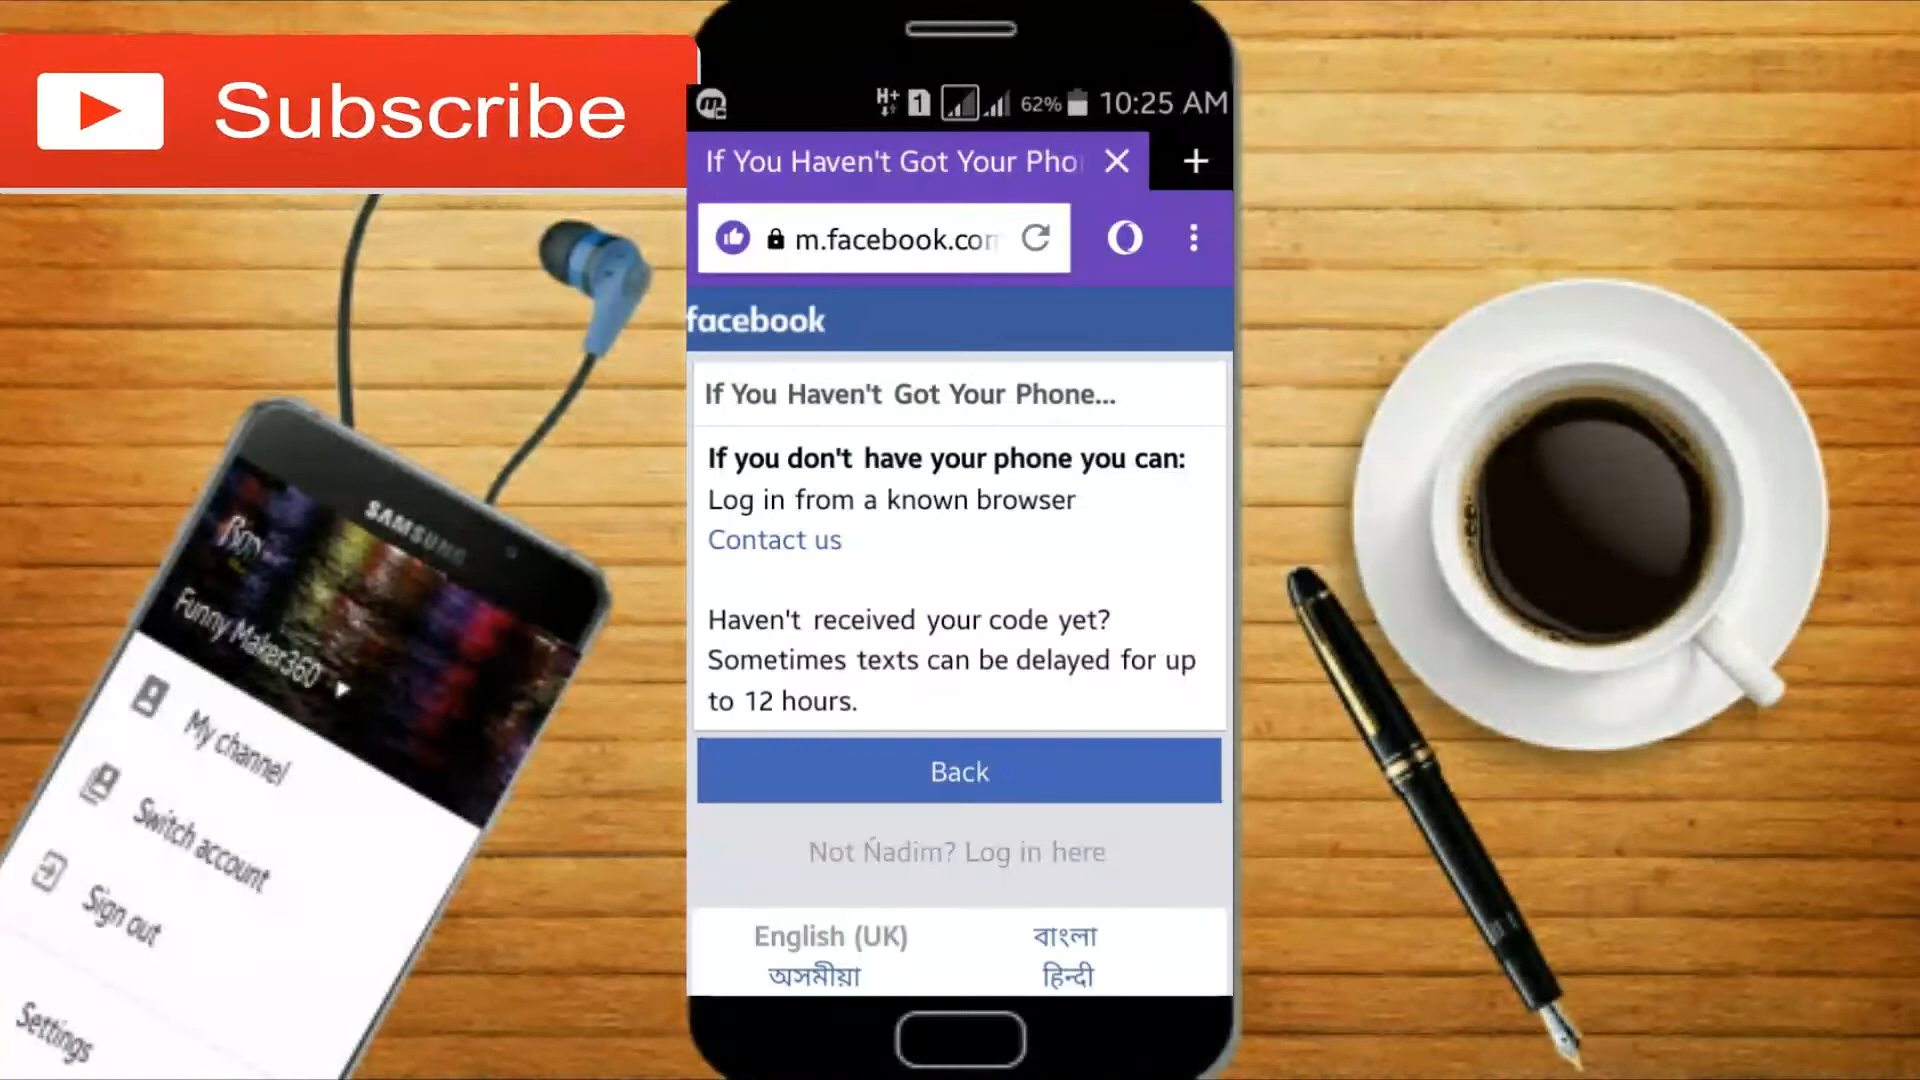 Subscribe
H+ 1 62% 10:25 AM
If You Haven't Got Your Pho
m.facebook.com
facebook
If You Haven't Got Your Phone...
If you don't have your phone you can:
Log in from a known browser
Contact us
Haven't received your code yet?
Sometimes texts can be delayed for up
to 12 hours.
Back
Not Ńadim? Log in here
English (UK) বাংলা
অসমীয়া हिन्दी
SAMSUNG
Funny Maker360
My channel
Switch account
Sign out
Settings